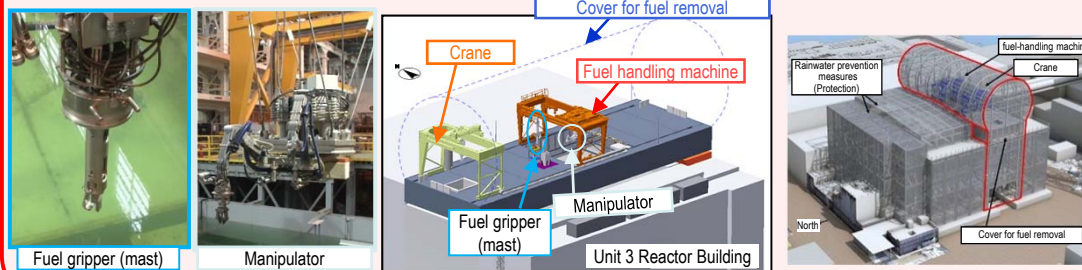 Fuel gripper (mast)
Manipulator
Cover for fuel removal
Crane
Fuel handling machine
N
Manipulator
Fuel gripper
(mast)
Unit 3 Reactor Building
fuel-handling machin
Crane
Rainwater prevention
measures
(Protection)
North
Cover for fuel removal